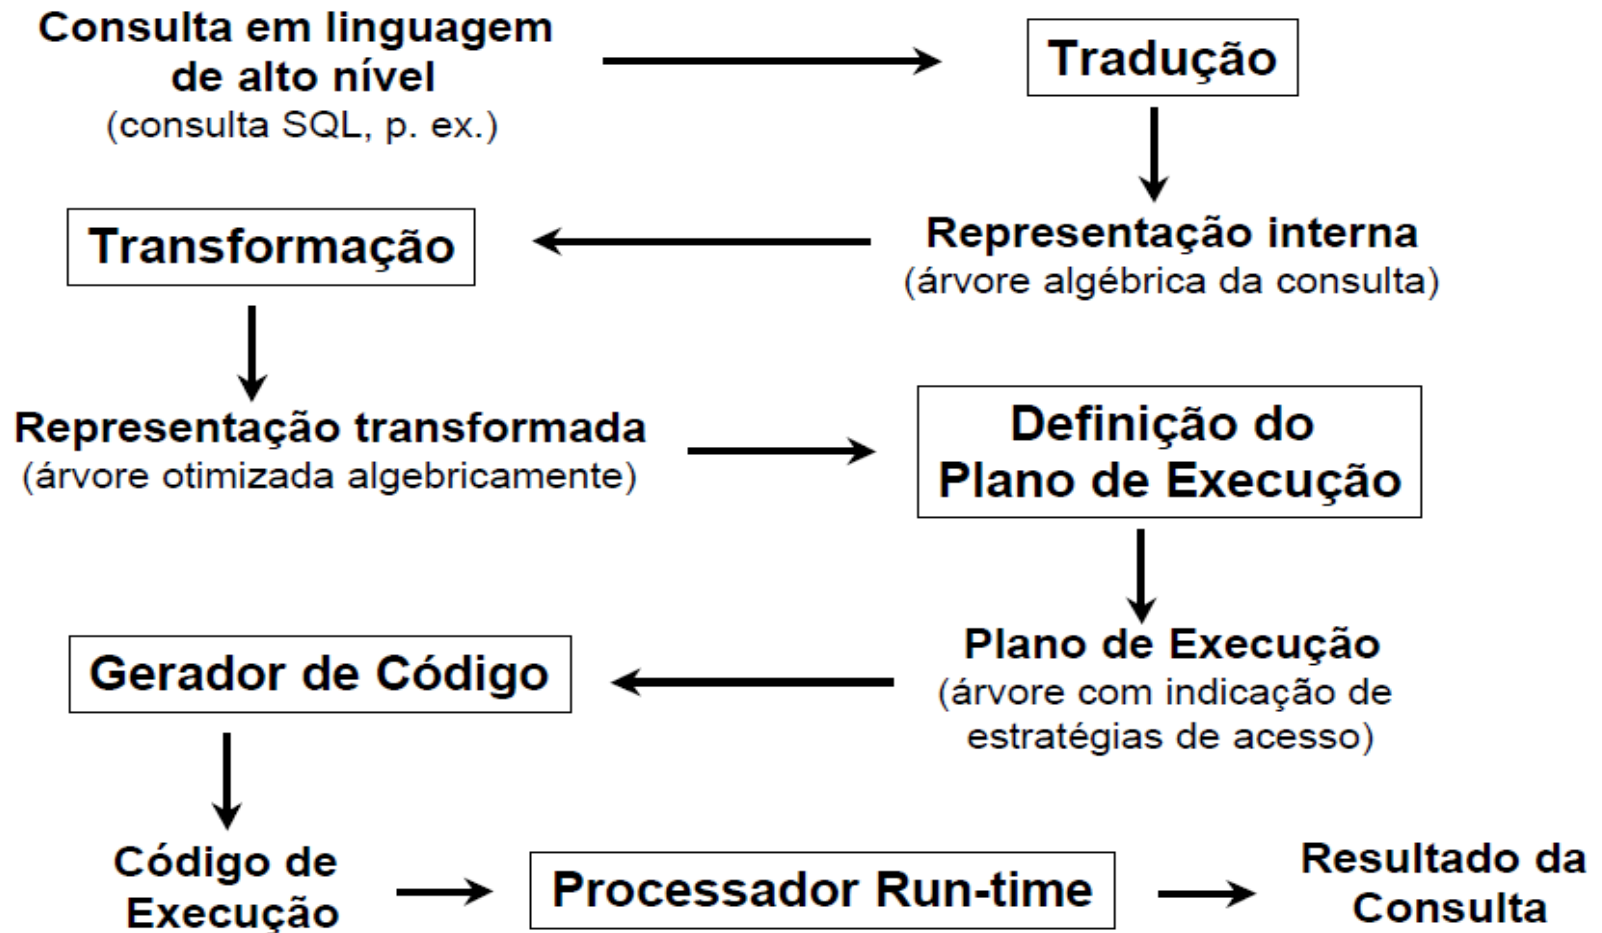 Consulta em linguagem
de alto nível
(consulta SQL, p. ex.)
Tradução
Representação interna
(árvore algébrica da consulta)
Transformação
Representação transformada
(árvore otimizada algebricamente)
Definição do
Plano de Execução
Plano de Execução
(árvore com indicação de
estratégias de acesso)
Gerador de Código
Código de
Execução
Processador Run-time
Resultado da
Consulta